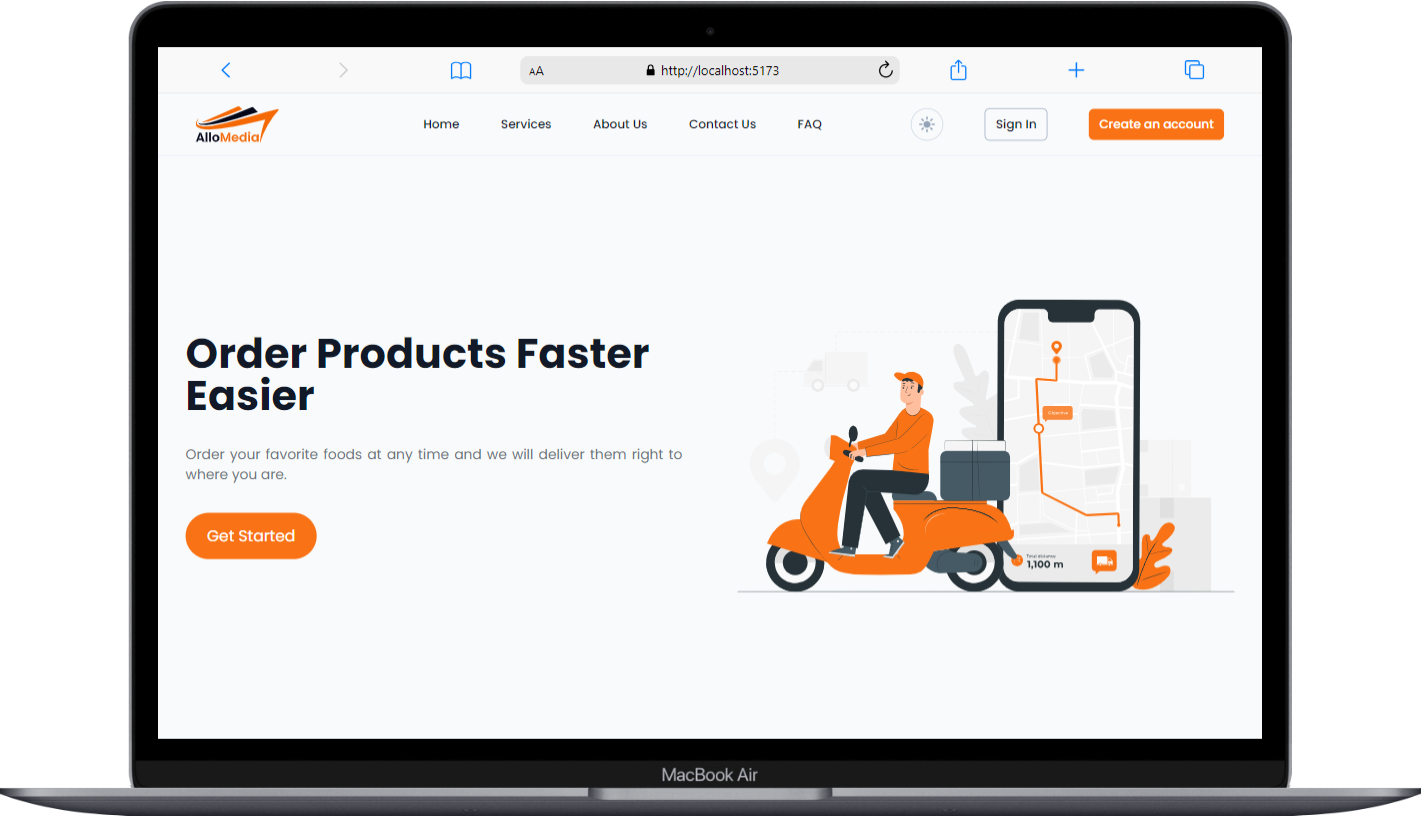 AA
http://localhost:5173
AlloMedia
Home
Services
About Us
Contact Us
FAQ
Sign In
Create an account
Order Products Faster
Easier
Order your favorite foods at any time and we will deliver them right to
where you are.
Get Started
Total distance
1,100 m
MacBook Air